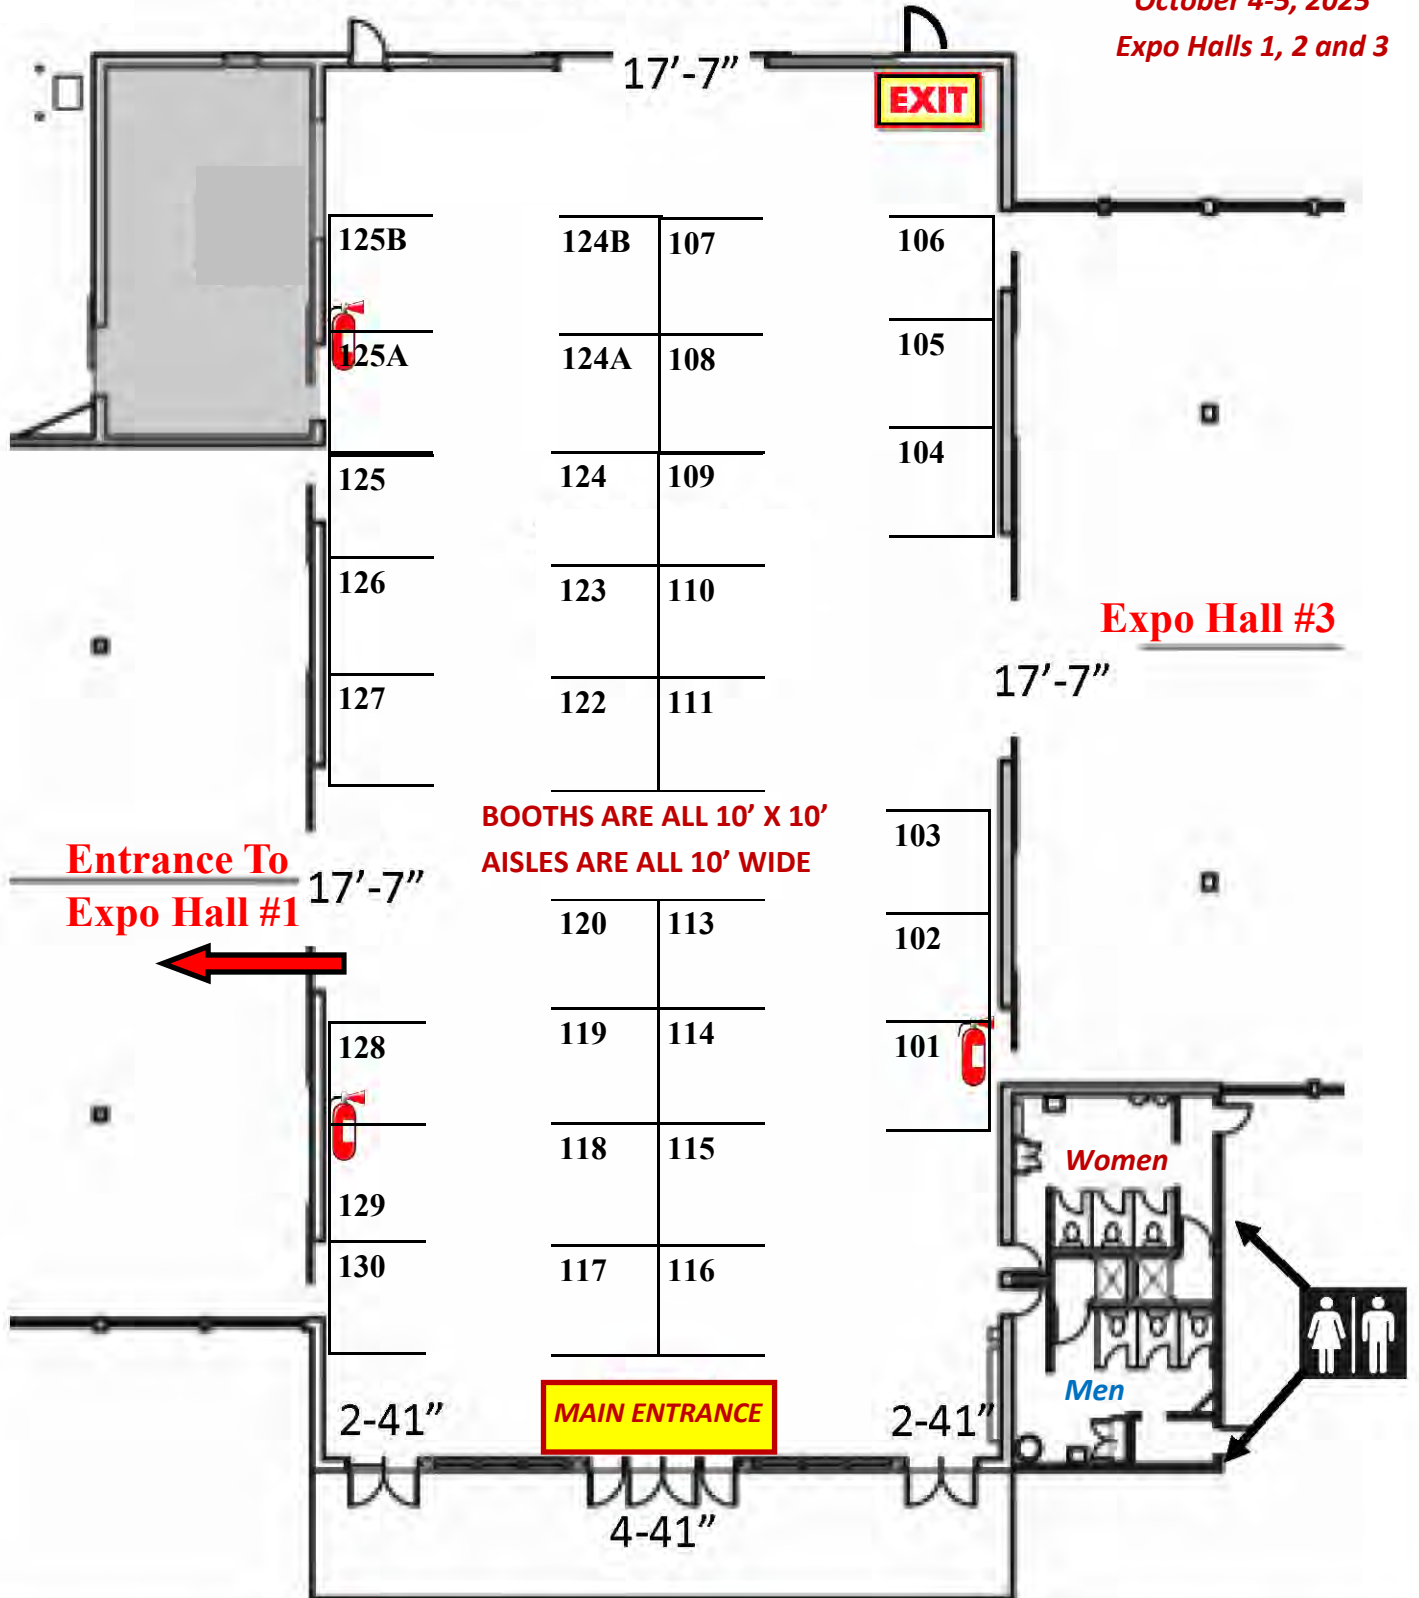 October 4-5, 2025
Expo Halls 1, 2 and 3
17’-7”
EXIT
125B
124B
107
106
125A
124A
108
105
104
125
124
109
126
123
110
Expo Hall #3
17’-7”
127
122
111
BOOTHS ARE ALL 10’ X 10’
AISLES ARE ALL 10’ WIDE
103
Entrance To
Expo Hall #1
17’-7”
120
113
102
128
119
114
101
118
115
Women
129
130
117
116
Men
2-41”
MAIN ENTRANCE
2-41”
4-41”